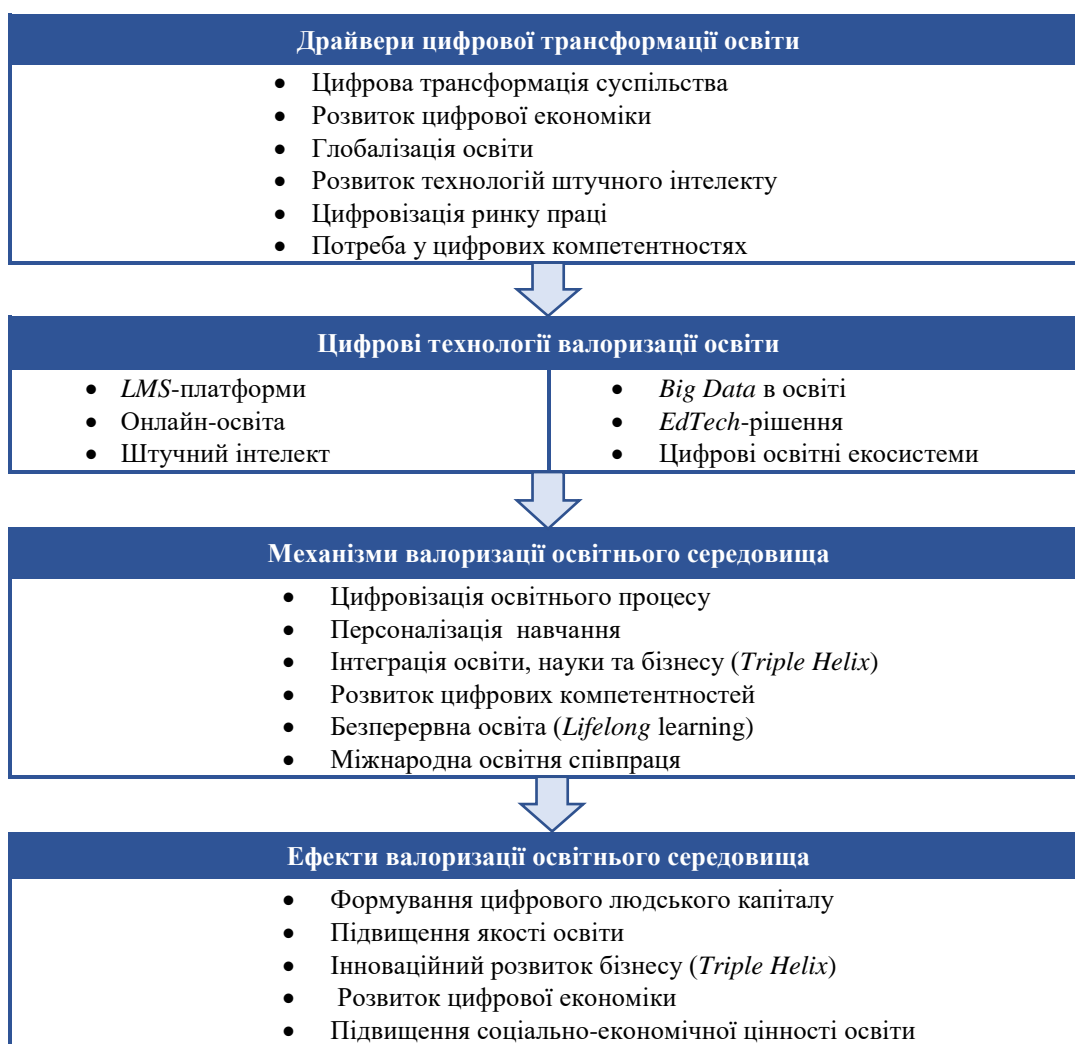 Драйвери цифрової трансформації освіти
• Цифрова трансформація суспільства
• Розвиток цифрової економіки
• Глобалізація освіти
• Розвиток технологій штучного інтелекту
• Цифровізація ринку праці
• Потреба у цифрових компетентностях
Цифрові технології валоризації освіти
• LMS-платформи
• Онлайн-освіта
• Штучний інтелект
• Big Data в освіті
• EdTech-рішення
• Цифрові освітні екосистеми
Механізми валоризації освітнього середовища
• Цифровізація освітнього процесу
• Персоналізація навчання
• Інтеграція освіти, науки та бізнесу (Triple Helix)
• Розвиток цифрових компетентностей
• Безперервна освіта (Lifelong learning)
• Міжнародна освітня співпраця
Ефекти валоризації освітнього середовища
• Формування цифрового людського капіталу
• Підвищення якості освіти
• Інноваційний розвиток бізнесу (Triple Helix)
• Розвиток цифрової економіки
• Підвищення соціально-економічної цінності освіти